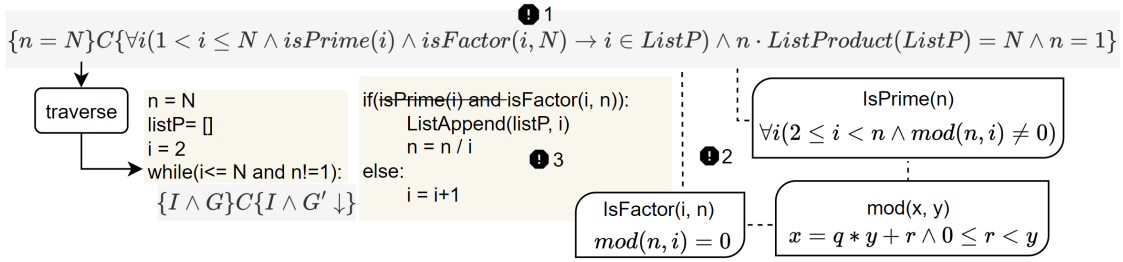 ! 1
{n = N}C{∀i(1 < i ≤ N ∧ isPrime(i) ∧ isFactor(i, N) → i ∈ ListP) ∧ n · ListProduct(ListP) = N ∧ n = 1}
traverse
n = N
listP= []
i = 2
while(i<= N and n!=1):
{I ∧ G}C{I ∧ G′ ↓}
if(isPrime(i) and isFactor(i, n)):
ListAppend(listP, i)
n = n / i
else:
i = i+1
! 3
! 2
IsPrime(n)
∀i(2 ≤ i < n ∧ mod(n, i) ≠ 0)
IsFactor(i, n)
mod(n, i) = 0
mod(x, y)
x = q * y + r ∧ 0 ≤ r < y